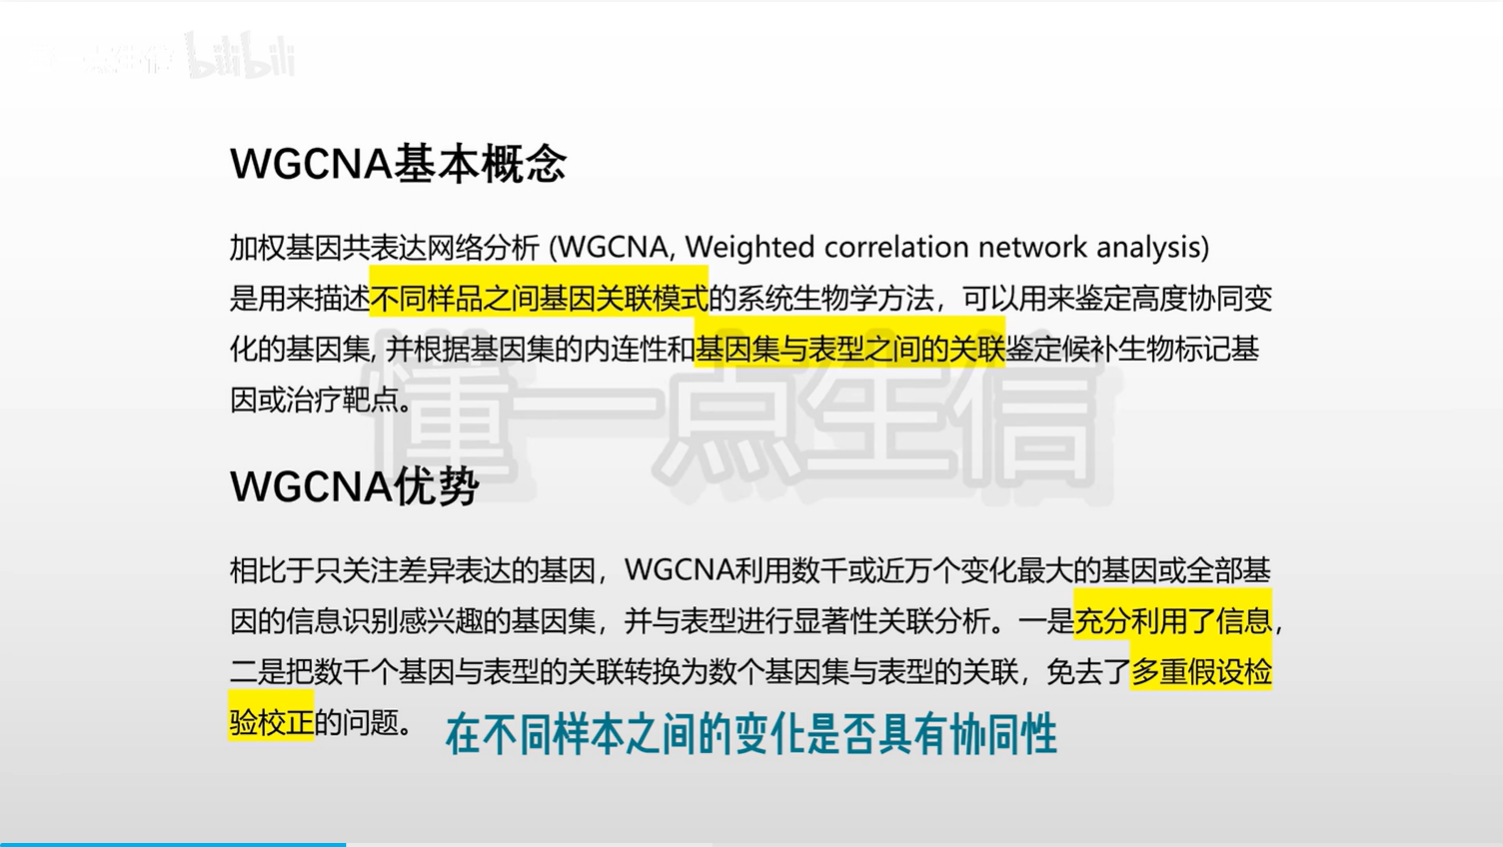 bilibili
WGCNA基本概念
加权基因共表达网络分析 (WGCNA, Weighted correlation network analysis)
是用来描述不同样品之间基因关联模式的系统生物学方法，可以用来鉴定高度协同变
化的基因集, 并根据基因集的内连性和基因集与表型之间的关联鉴定候补生物标记基
因或治疗靶点。
懂一点生信
WGCNA优势
相比于只关注差异表达的基因，WGCNA利用数千或近万个变化最大的基因或全部基
因的信息识别感兴趣的基因集，并与表型进行显著性关联分析。一是充分利用了信息，
二是把数千个基因与表型的关联转换为数个基因集与表型的关联，免去了多重假设检
验校正的问题。
在不同样本之间的变化是否具有协同性